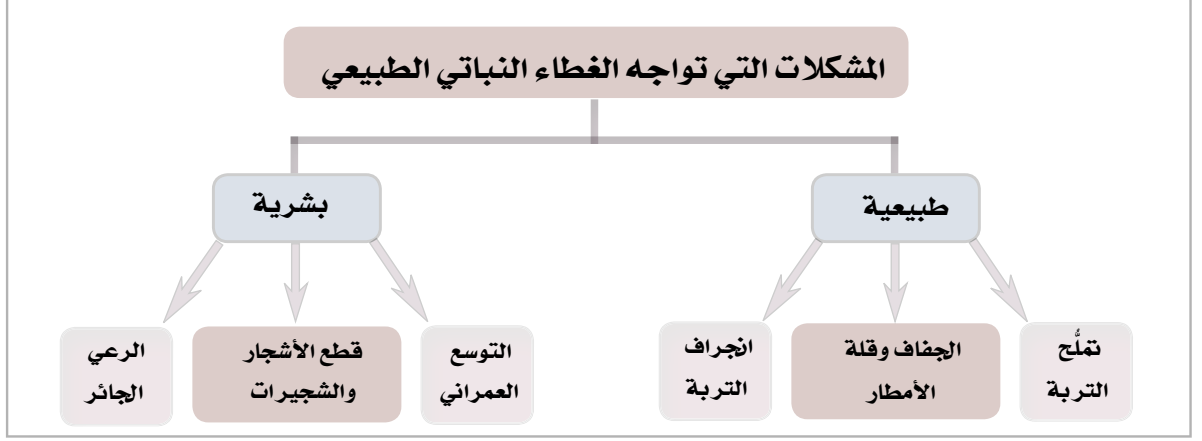 المشكلات التي تواجه الغطاء النباتي الطبيعي
طبيعية
بشرية
تملُّح
التربة
الجفاف وقلة
الأمطار
انجراف
التربة
التوسع
العمراني
قطع الأشجار
والشجيرات
الرعي
الجائر